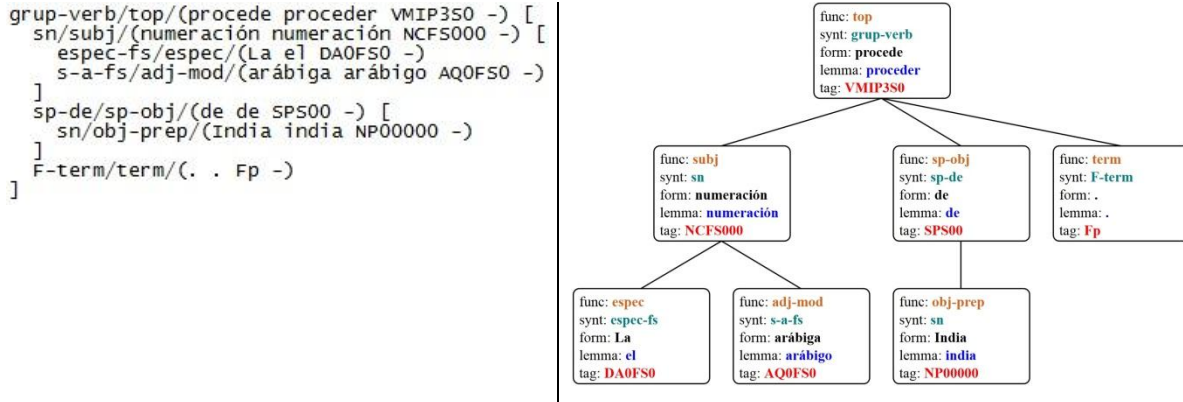 grup-verb/top/(procede proceder VMIP3S0 -) [
sn/subj/(numeración numeración NCFS000 -) [
espec-fs/espec/(La el DA0FS0 -)
s-a-fs/adj-mod/(arábiga arábigo AQ0FS0 -)
]
sp-de/sp-obj/(de de SPS00 -) [
sn/obj-prep/(India india NP00000 -)
]
F-term/term/(. . Fp -)
]
func: top
synt: grup-verb
form: procede
lemma: proceder
tag: VMIP3S0
func: subj
synt: sn
form: numeración
lemma: numeración
tag: NCFS000
func: sp-obj
synt: sp-de
form: de
lemma: de
tag: SPS00
func: term
synt: F-term
form: .
lemma: .
tag: Fp
func: espec
synt: espec-fs
form: La
lemma: el
tag: DA0FS0
func: adj-mod
synt: s-a-fs
form: arábiga
lemma: arábigo
tag: AQ0FS0
func: obj-prep
synt: sn
form: India
lemma: india
tag: NP00000